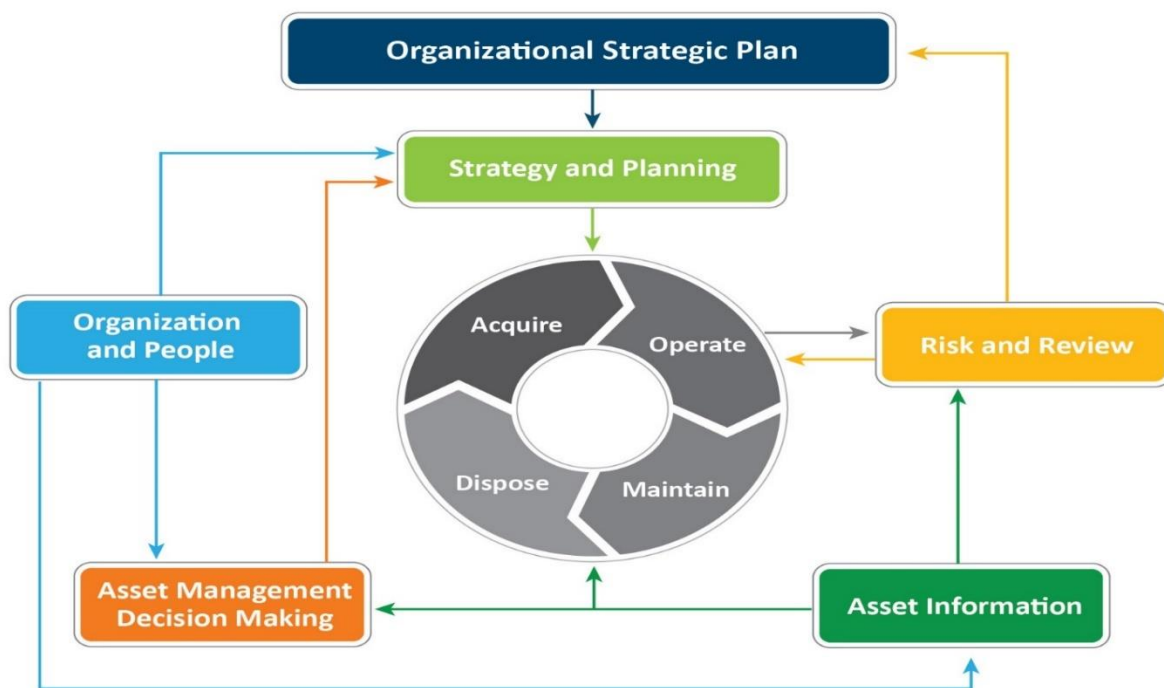 Organizational Strategic Plan
Strategy and Planning
Organization
and People
Acquire
Operate
Risk and Review
Dispose
Maintain
Asset Management
Decision Making
Asset Information